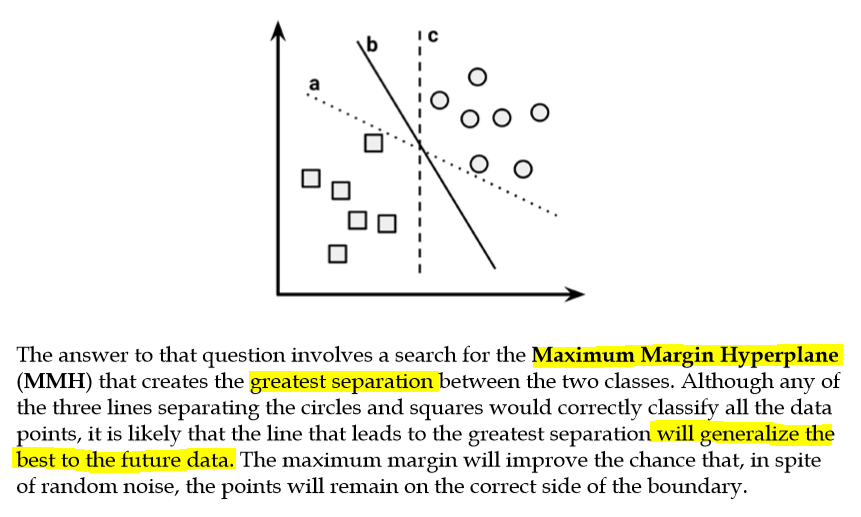 a
b
c
The answer to that question involves a search for the Maximum Margin Hyperplane
(MMH) that creates the greatest separation between the two classes. Although any of
the three lines separating the circles and squares would correctly classify all the data
points, it is likely that the line that leads to the greatest separation will generalize the
best to the future data. The maximum margin will improve the chance that, in spite
of random noise, the points will remain on the correct side of the boundary.